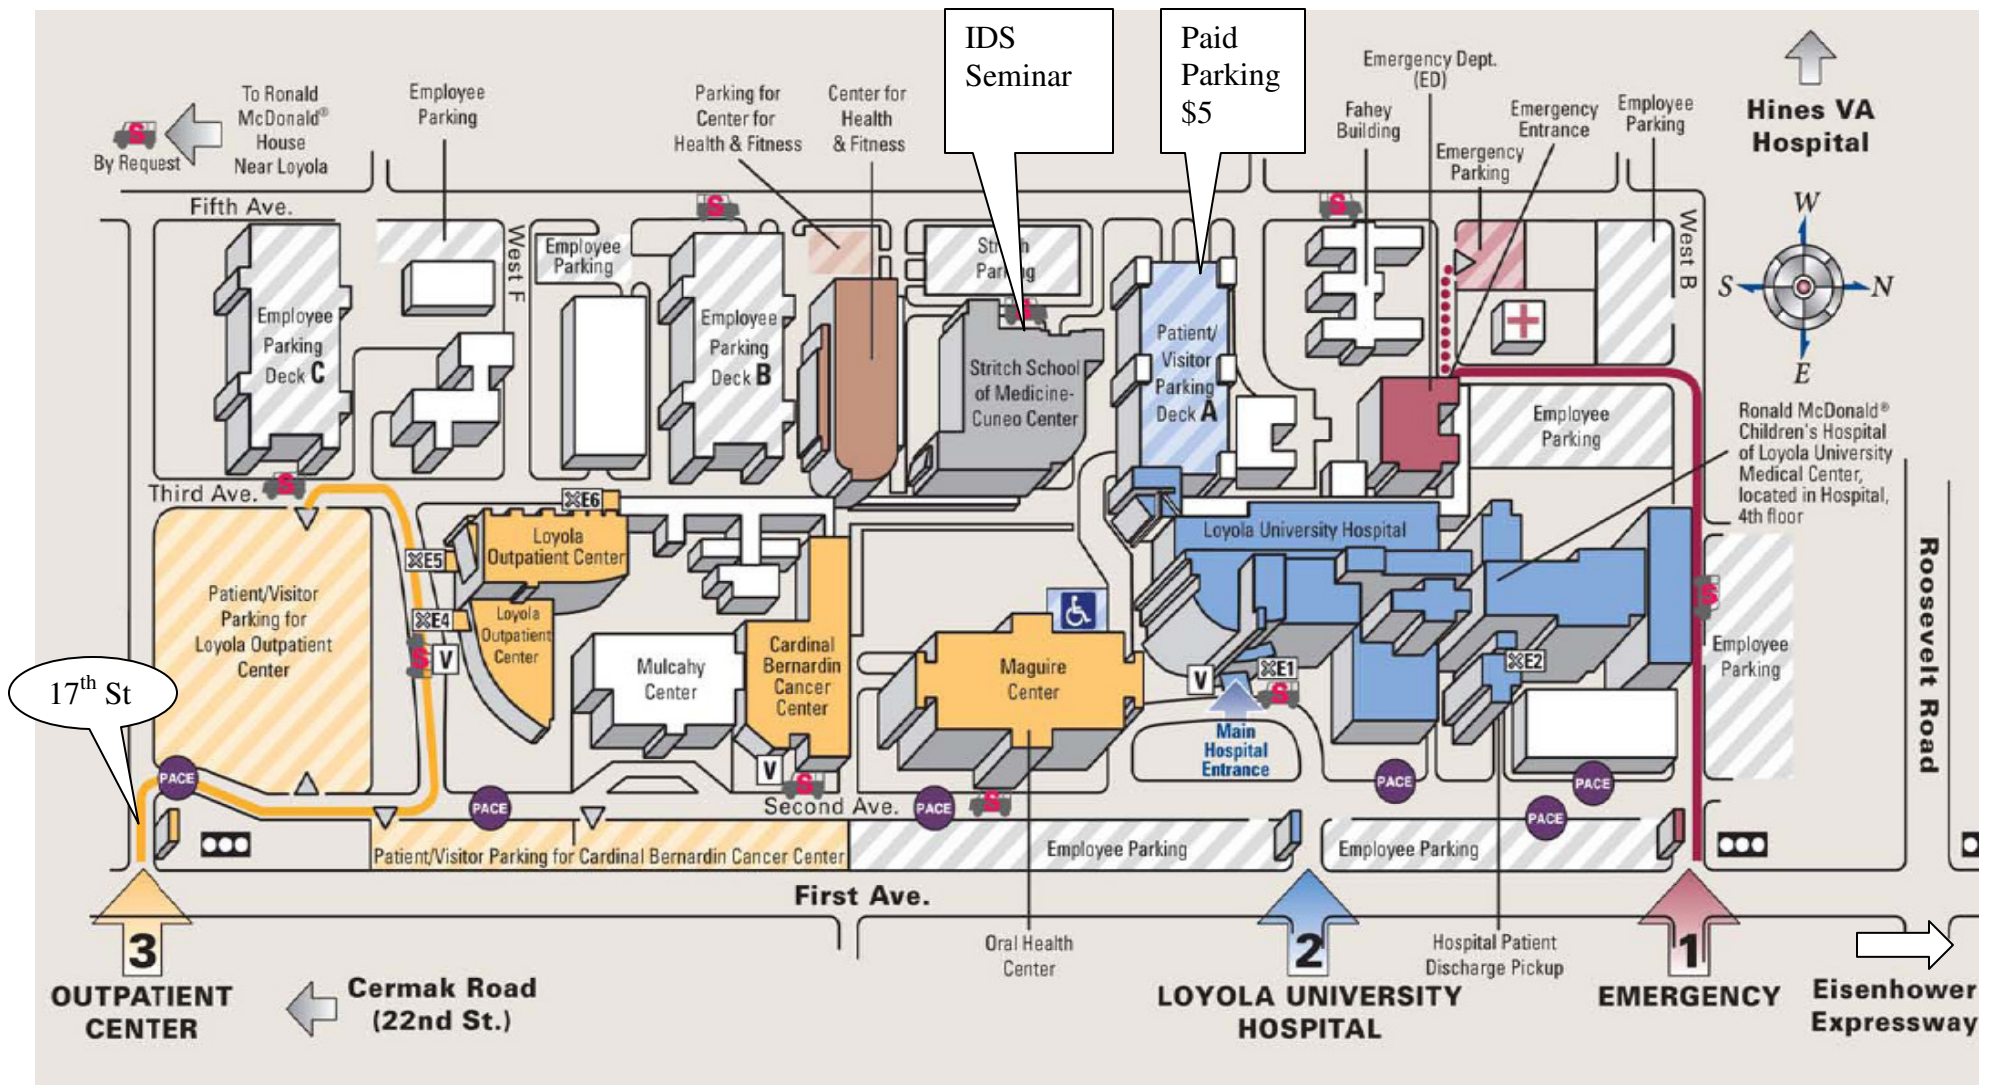 IDS
Seminar
Paid
Parking
$5
To Ronald
McDonald®
House
Near Loyola
S
By Request
Employee
Parking
Parking for
Center for
Health & Fitness
Center for
Health
& Fitness
Emergency Dept.
(ED)
Fahey
Building
Emergency
Entrance
Emergency
Parking
Employee
Parking
Hines VA
Hospital
W
S
N
E
Fifth Ave.
S
S
West F
West B
Employee
Parking
Employee
Parking
Deck C
Employee
Parking
Deck B
Parking
S
Stritch School
of Medicine-
Cuneo Center
Patient/
Visitor
Parking
Deck A
Employee
Parking
Ronald McDonald®
Children's Hospital
of Loyola University
Medical Center,
located in Hospital,
4th floor
Third Ave.
S
E6
Loyola
Outpatient Center
E5
E4
Loyola
Outpatient
Center
S
V
Patient/Visitor
Parking for
Loyola Outpatient
Center
17th St
Mulcahy
Center
Cardinal
Bernardin
Cancer
Center
Maguire
Center
Loyola University Hospital
V
E1
S
E2
Main
Hospital
Entrance
S
Employee
Parking
Roosevelt Road
V
S
Second Ave.
S
PACE
PACE
PACE
PACE
PACE
PACE
Patient/Visitor Parking for Cardinal Bernardin Cancer Center
Employee Parking
Employee Parking
First Ave.
3
OUTPATIENT
CENTER
Cermak Road
(22nd St.)
Oral Health
Center
2
LOYOLA UNIVERSITY
HOSPITAL
Hospital Patient
Discharge Pickup
1
EMERGENCY
Eisenhower
Expressway